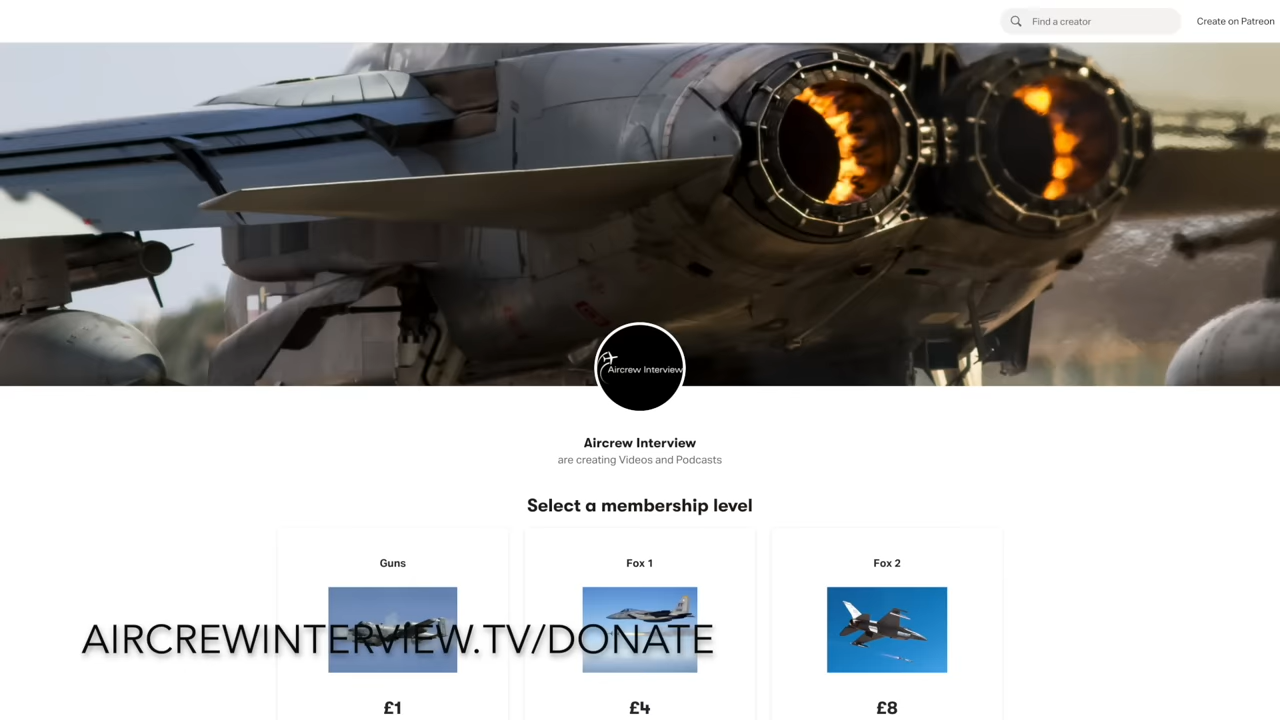 Find a creator
Create on Patreon
Aircrew Interview
Aircrew Interview
are creating Videos and Podcasts
Select a membership level
Guns
Fox 1
Fox 2
AIRCREWINTERVIEW.TV/DONATE
£1
£4
£8